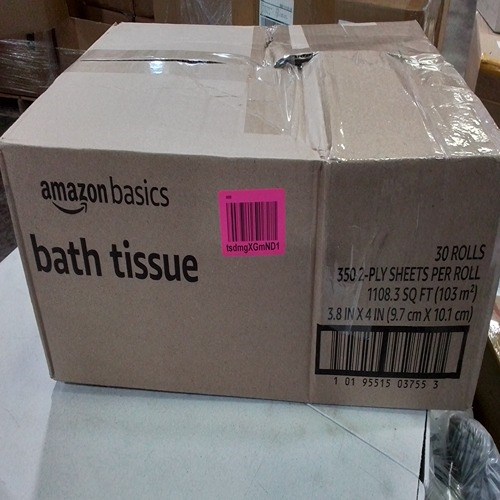 amazon basics
bath tissue
tsdmgXGmND1
30 ROLLS
350 2-PLY SHEETS PER ROLL
1108.3 SQ FT (103 m²)
3.8 IN X 4 IN (9.7 cm X 10.1 cm)
1 01 95515 03755 3